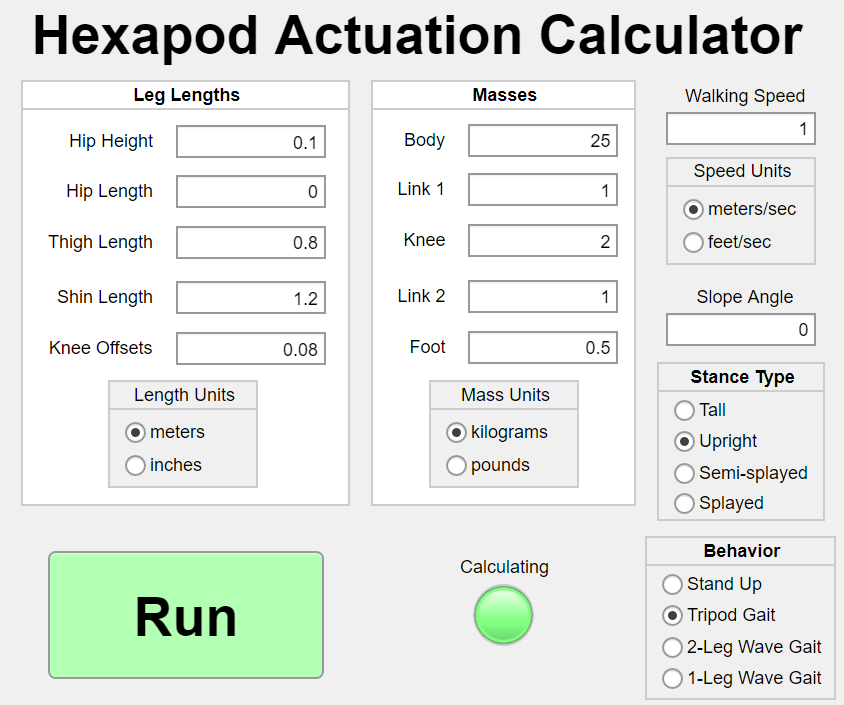 Hexapod Actuation Calculator
Leg Lengths
Hip Height 0.1
Hip Length 0
Thigh Length 0.8
Shin Length 1.2
Knee Offsets 0.08
Length Units
meters
inches
Masses
Body 25
Link 1 1
Knee 2
Link 2 1
Foot 0.5
Mass Units
kilograms
pounds
Walking Speed
1
Speed Units
meters/sec
feet/sec
Slope Angle
0
Stance Type
Tall
Upright
Semi-splayed
Splayed
Run
Calculating
Behavior
Stand Up
Tripod Gait
2-Leg Wave Gait
1-Leg Wave Gait